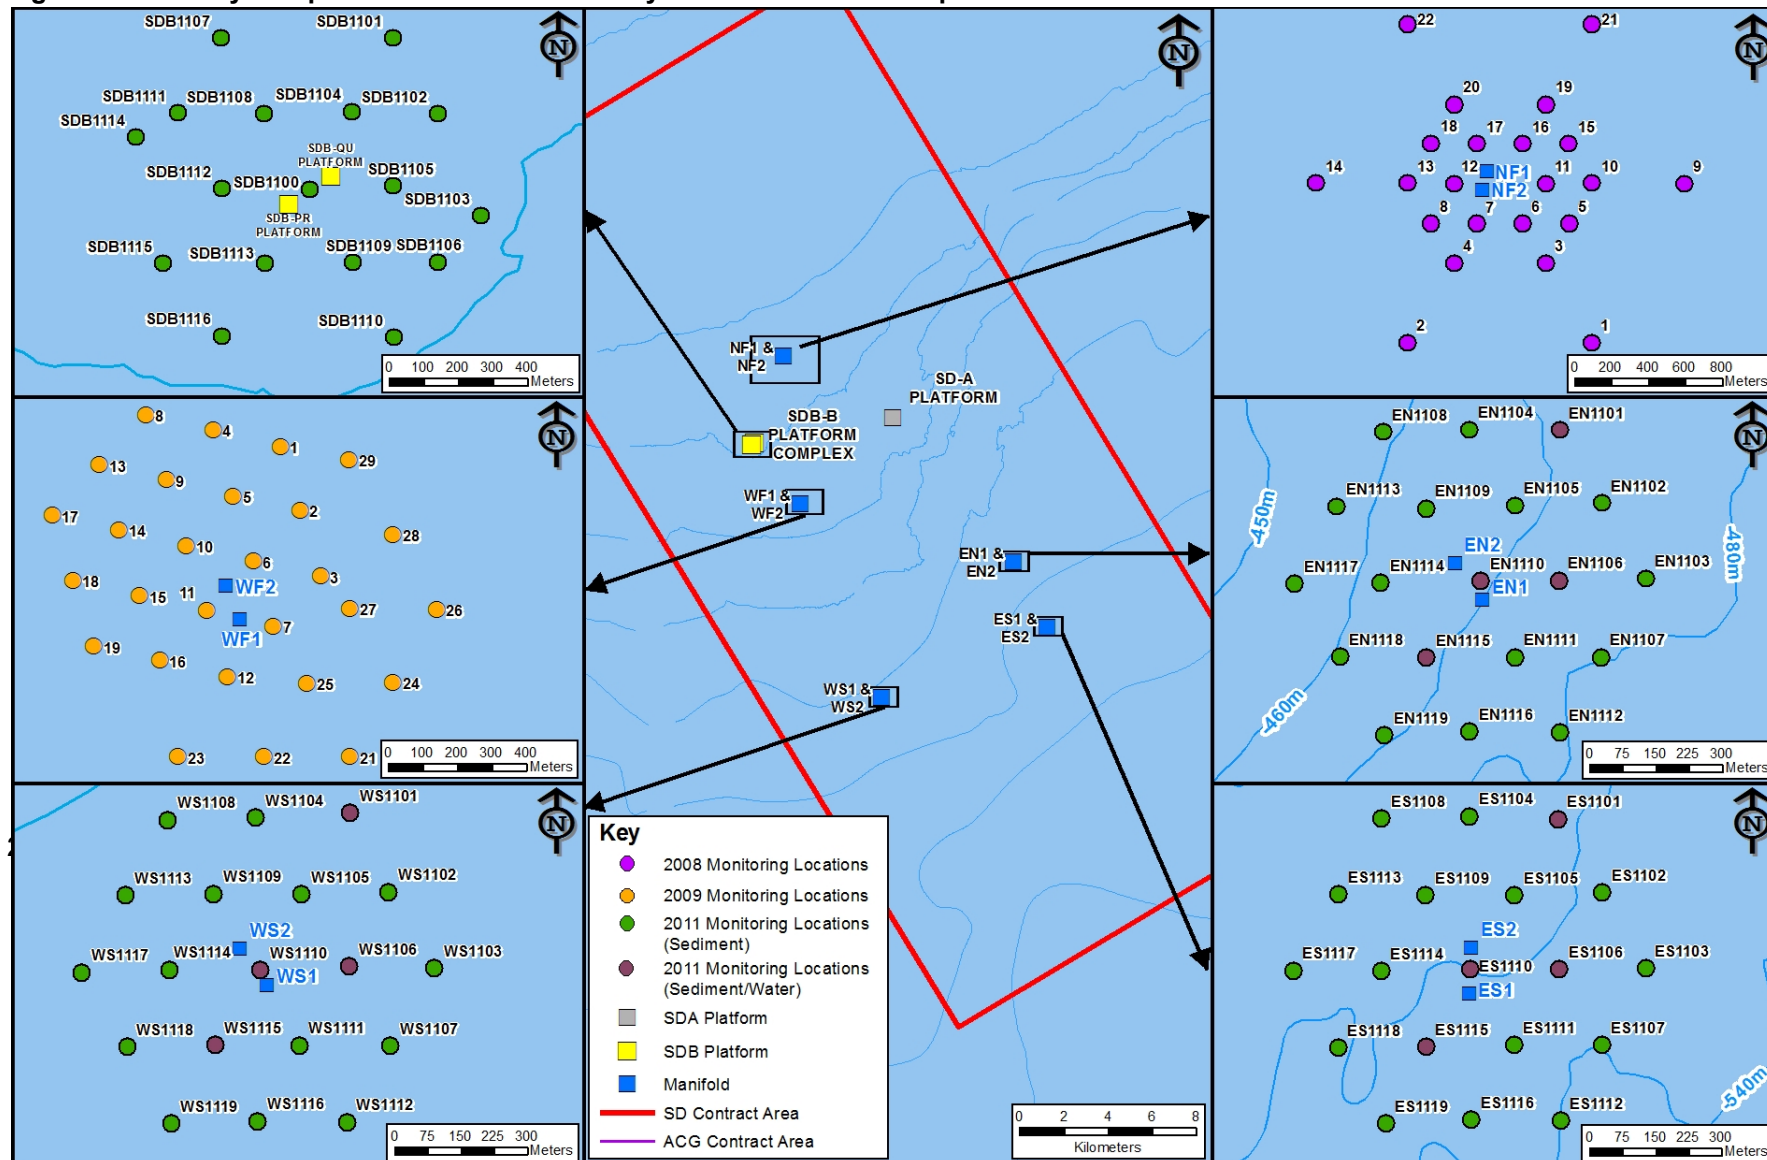 SDB1107
SDB1101
SDB1111
SDB1108
SDB1104
SDB1102
SDB1114
SDB-QU
PLATFORM
SDB1112
SDB1100
SDB1105
SDB1103
SDB-PR
PLATFORM
SDB1115
SDB1113
SDB1109
SDB1106
SDB1116
SDB1110
0 100 200 300 400
Meters
N
8
4
1
29
13
9
5
2
17
14
10
6
28
18
WF2
3
15
11
27
26
WF1
7
19
16
12
25
24
23
22
21
0 100 200 300 400
Meters
N
WS1108
WS1104
WS1101
WS1113
WS1109
WS1105
WS1102
WS2
WS1117
WS1114
WS1110
WS1106
WS1103
WS1
WS1118
WS1115
WS1111
WS1107
WS1119
WS1116
WS1112
0 75 150 225 300
Meters
N
N
NF1 &
NF2
SD-A
PLATFORM
SDB-B
PLATFORM
COMPLEX
WF1 &
WF2
EN1 &
EN2
ES1 &
ES2
WS1 &
WS2
Key
2008 Monitoring Locations
2009 Monitoring Locations
2011 Monitoring Locations
(Sediment)
2011 Monitoring Locations
(Sediment/Water)
SDA Platform
SDB Platform
Manifold
SD Contract Area
ACG Contract Area
0 2 4 6 8
Kilometers
22
21
20
19
18
17
16
15
14
13
12
NF1
11
10
9
NF2
8
7
6
5
4
3
2
1
0 200 400 600 800
Meters
N
EN1108
EN1104
EN1101
EN1113
EN1109
EN1105
EN1102
-450m
-480m
EN2
EN1117
EN1114
EN1110
EN1106
EN1103
EN1
EN1118
EN1115
EN1111
EN1107
-460m
EN1119
EN1116
EN1112
0 75 150 225 300
Meters
N
ES1108
ES1104
ES1101
ES1113
ES1109
ES1105
ES1102
ES2
ES1117
ES1114
ES1110
ES1106
ES1103
ES1
ES1118
ES1115
ES1111
ES1107
-540m
ES1119
ES1116
ES1112
0 75 150 225 300
Meters
N